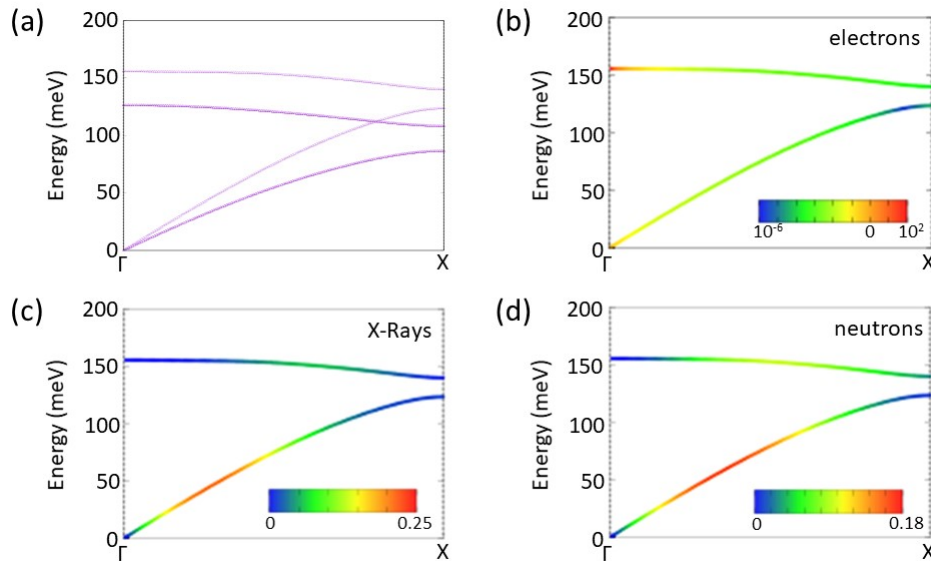 (a)
200
150
100
50
0
Energy (meV)
Γ
X
(b)
electrons
200
150
100
50
0
Energy (meV)
10⁻⁶
0
10²
Γ
X
(c)
X-Rays
200
150
100
50
0
Energy (meV)
0
0.25
Γ
X
(d)
neutrons
200
150
100
50
0
Energy (meV)
0
0.18
Γ
X